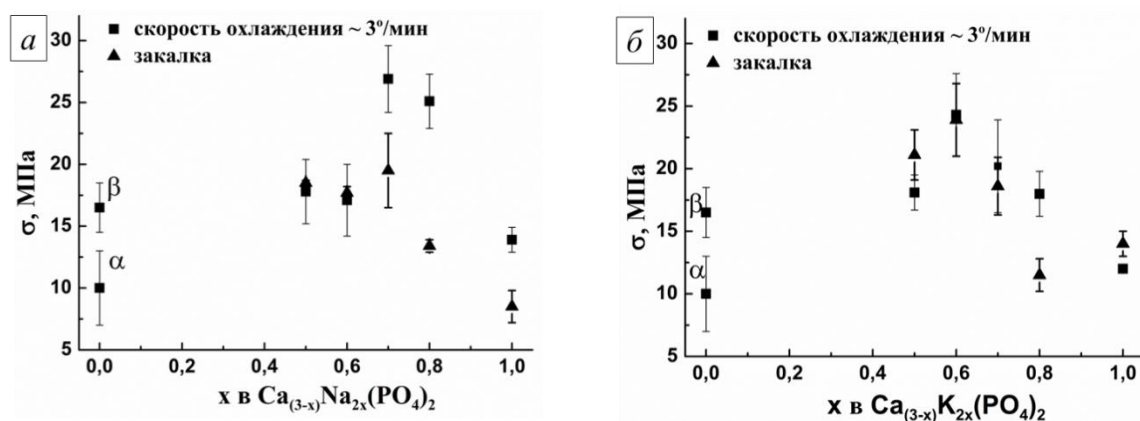 а
■ скорость охлаждения ~ 3º/мин
▲ закалка
σ, МПа
30
25
20
15
10
5
β
α
0,0 0,2 0,4 0,6 0,8 1,0
x в Ca(3-x)Na2x(PO4)2
б
■ скорость охлаждения ~ 3º/мин
▲ закалка
σ, МПа
30
25
20
15
10
5
β
α
0,0 0,2 0,4 0,6 0,8 1,0
x в Ca(3-x)K2x(PO4)2